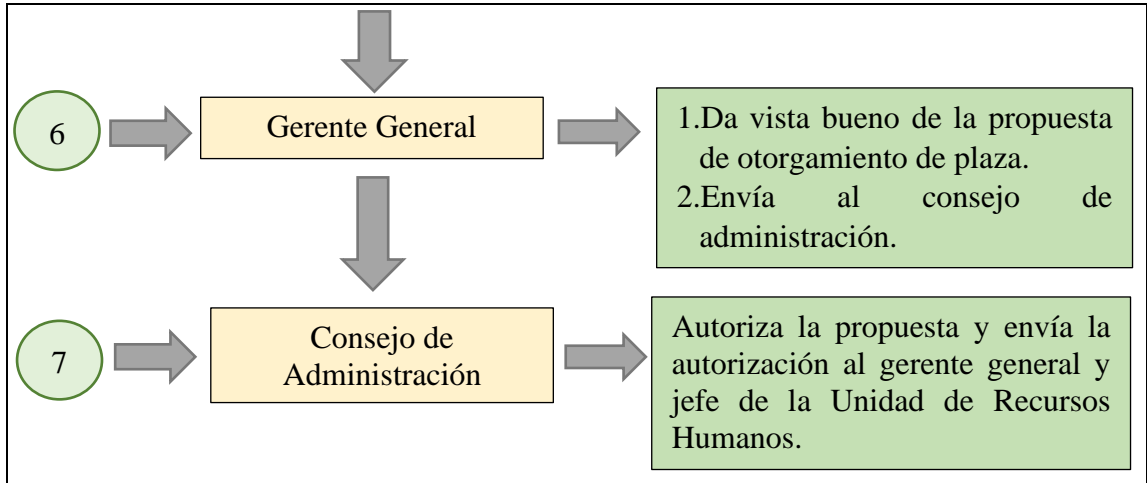 6
Gerente General
1.Da vista bueno de la propuesta
de otorgamiento de plaza.
2.Envía al consejo de
administración.
7
Consejo de
Administración
Autoriza la propuesta y envía la
autorización al gerente general y
jefe de la Unidad de Recursos
Humanos.